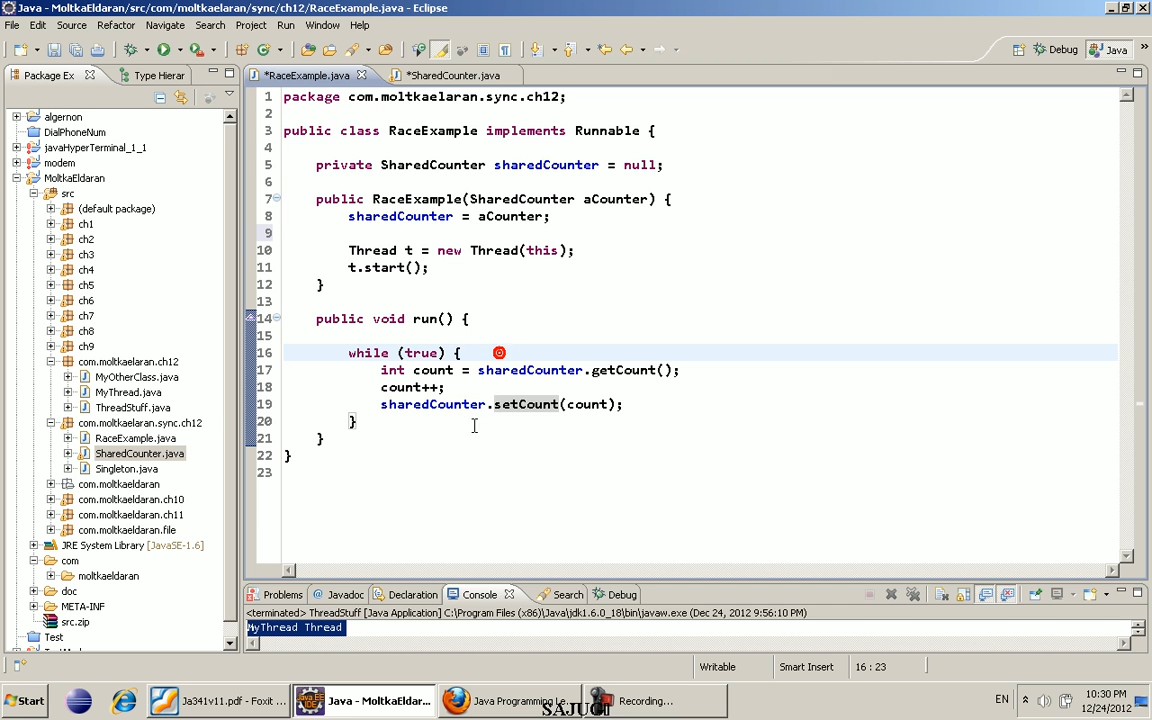 Java - MoltkaEldaran/src/com/moltkaelaran/sync/ch12/RaceExample.java - Eclipse
File Edit Source Refactor Navigate Search Project Run Window Help
Debug Java »
Package Ex Type Hierar
*RaceExample.java *SharedCounter.java
algernon
DialPhoneNum
javaHyperTerminal_1_1
modem
MoltkaEldaran
src
(default package)
ch1
ch2
ch3
ch4
ch5
ch6
ch7
ch8
ch9
com.moltkaelaran.ch12
MyOtherClass.java
MyThread.java
ThreadStuff.java
com.moltkaelaran.sync.ch12
RaceExample.java
SharedCounter.java
Singleton.java
com.moltkaeldaran
com.moltkaeldaran.ch10
com.moltkaeldaran.ch11
com.moltkaeldaran.file
JRE System Library [JavaSE-1.6]
com
moltkaeldaran
doc
META-INF
src.zip
Test
1 package com.moltkaelaran.sync.ch12;
2
3 public class RaceExample implements Runnable {
4
5 private SharedCounter sharedCounter = null;
6
7 public RaceExample(SharedCounter aCounter) {
8 sharedCounter = aCounter;
9
10 Thread t = new Thread(this);
11 t.start();
12 }
13
14 public void run() {
15
16 while (true) {
17 int count = sharedCounter.getCount();
18 count++;
19 sharedCounter.setCount(count);
20 }
21 }
22 }
23
Problems Javadoc Declaration Console Search Debug
<terminated> ThreadStuff [Java Application] C:\Program Files (x86)\Java\jdk1.6.0_18\bin\javaw.exe (Dec 24, 2012 9:56:10 PM)
MyThread Thread
Writable Smart Insert 16 : 23
Start Ja341v11.pdf - Foxit ... Java - MoltkaEldar... Java Programming Le... Recording... EN 10:30 PM
12/24/2012